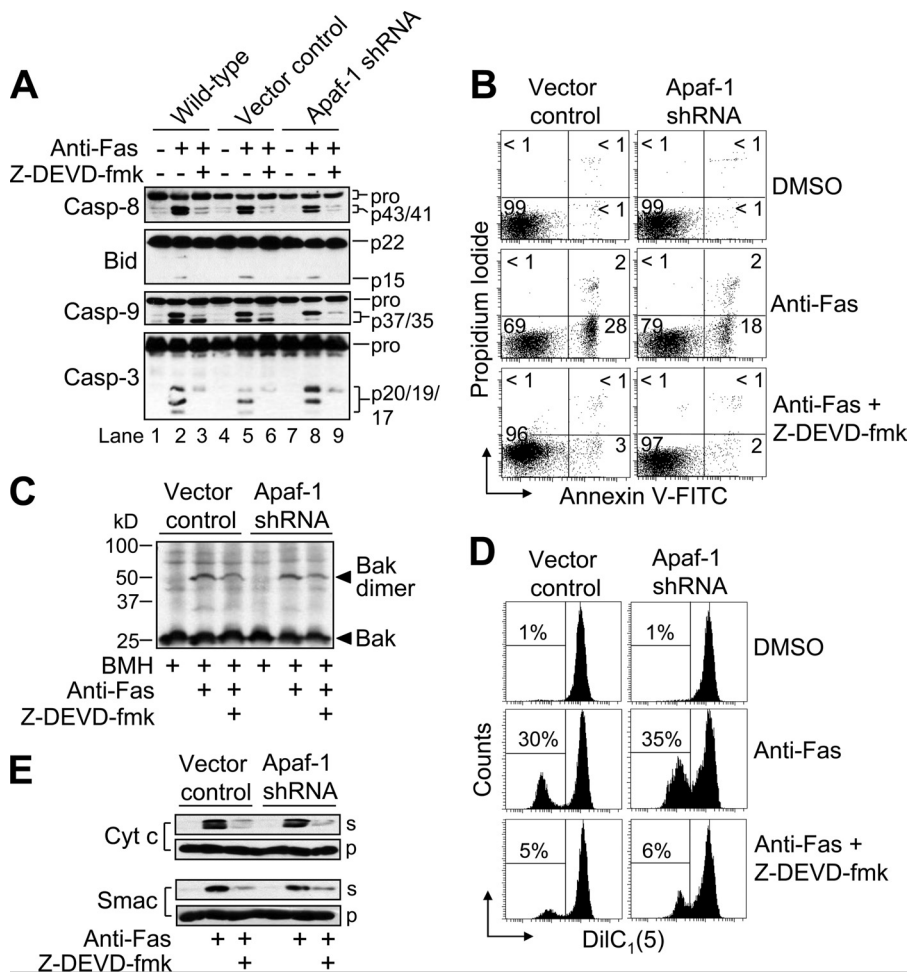 A
Wild-type
Vector control
Apaf-1 shRNA
Anti-Fas - + + - + + - + +
Z-DEVD-fmk - - + - - + - - +
Casp-8
pro
p43/41
Bid
p22
p15
Casp-9
pro
p37/35
Casp-3
pro
p20/19/
17
Lane 1 2 3 4 5 6 7 8 9
B
Vector
control
Apaf-1
shRNA
< 1 < 1 < 1 < 1
99 < 1 99 < 1
DMSO
< 1 2 < 1 2
69 28 79 18
Anti-Fas
< 1 < 1 < 1 < 1
96 3 97 2
Anti-Fas +
Z-DEVD-fmk
Propidium Iodide
Annexin V-FITC
C
Vector
control
Apaf-1
shRNA
kD
100
50
37
25
Bak
dimer
Bak
BMH + + + + + +
Anti-Fas + + + +
Z-DEVD-fmk + +
D
Vector
control
Apaf-1
shRNA
1% 1%
DMSO
30% 35%
Anti-Fas
5% 6%
Anti-Fas +
Z-DEVD-fmk
Counts
DiIC1(5)
E
Vector
control
Apaf-1
shRNA
Cyt c
s
p
Smac
s
p
Anti-Fas + + + +
Z-DEVD-fmk + +